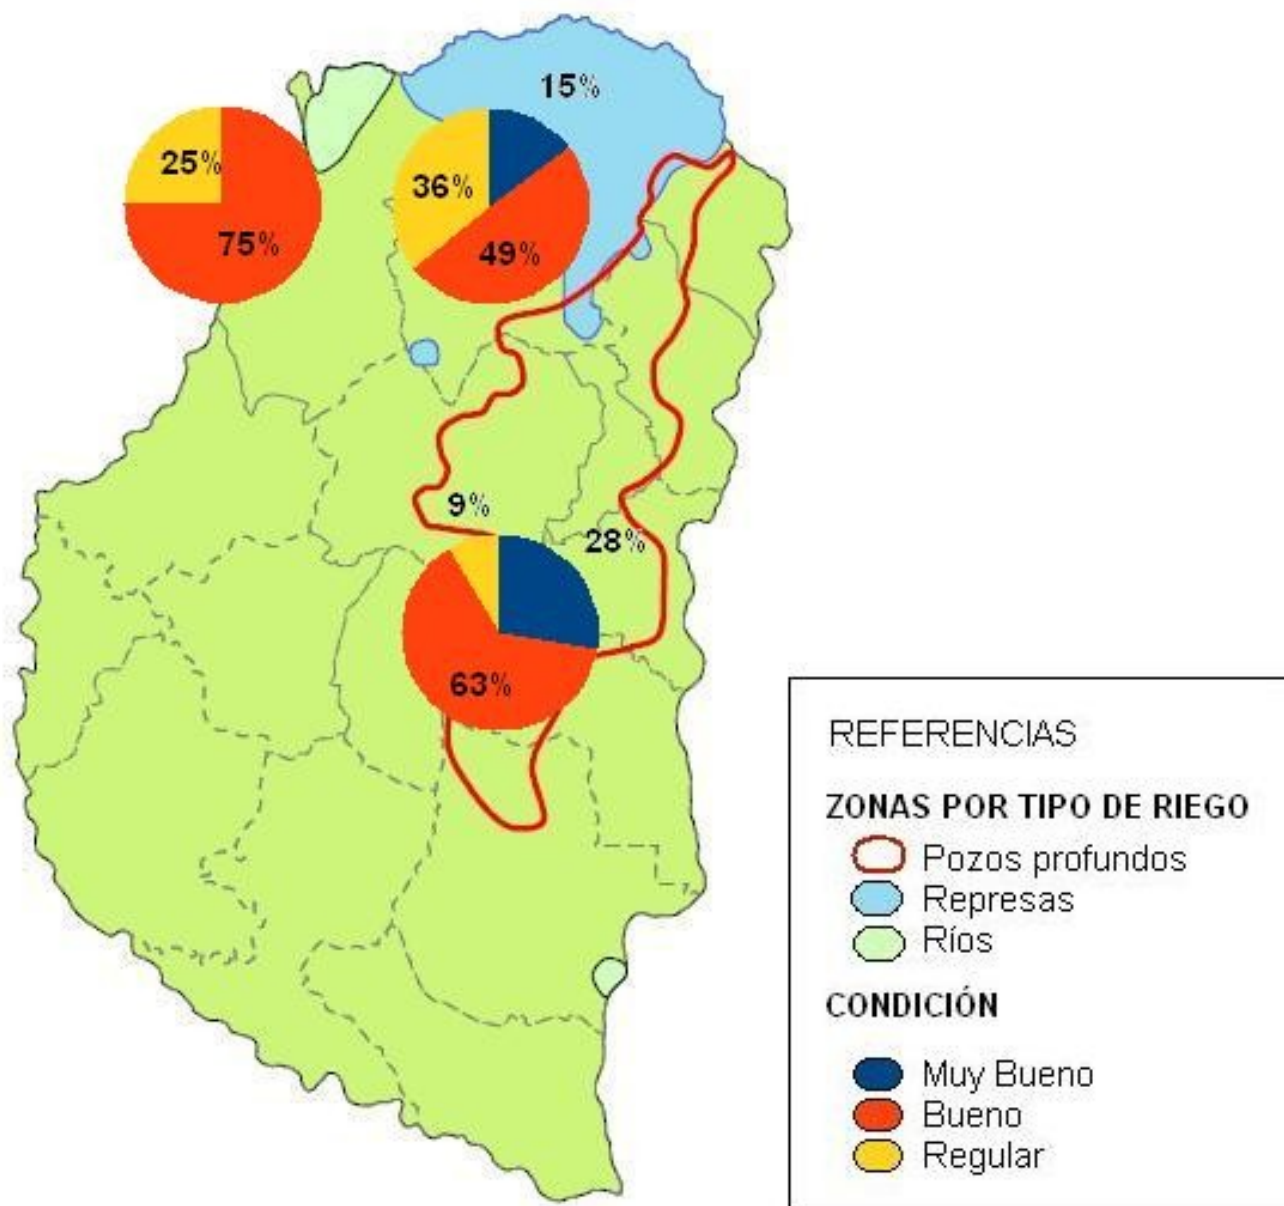 15%
25%
36%
75%
49%
9%
28%
63%
REFERENCIAS
ZONAS POR TIPO DE RIEGO
Pozos profundos
Represas
Ríos
CONDICIÓN
Muy Bueno
Bueno
Regular